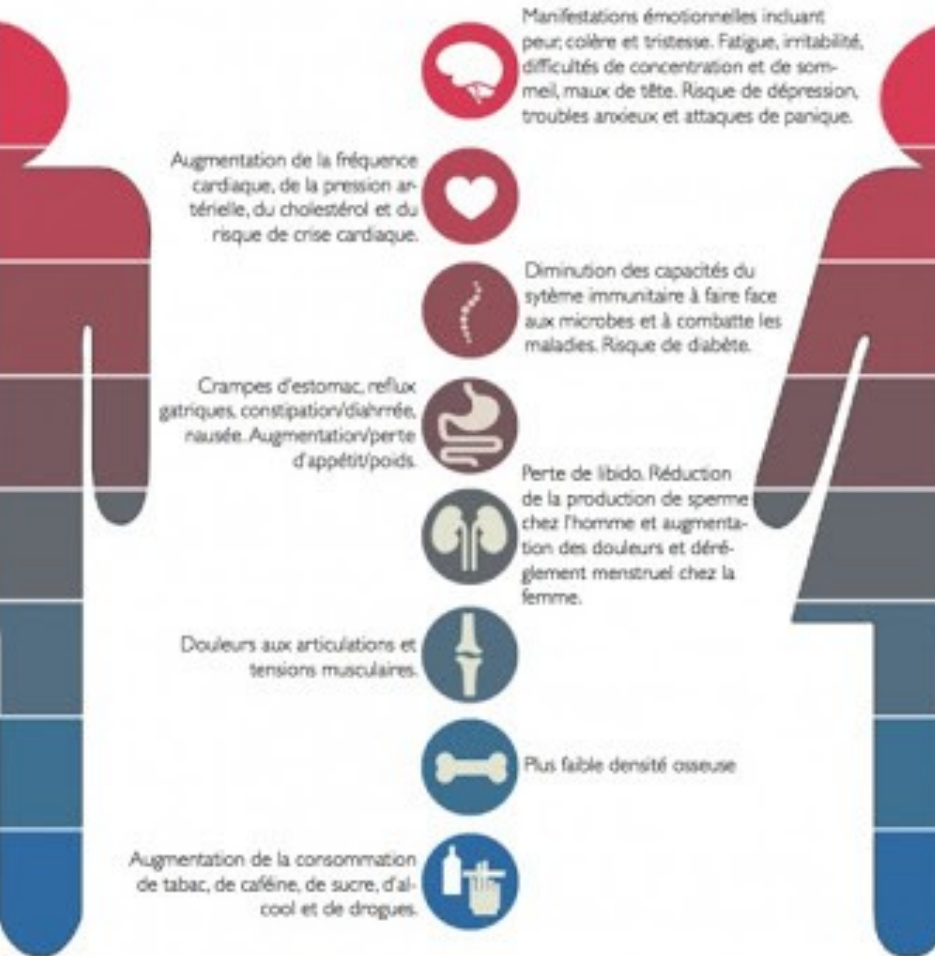 Manifestations émotionnelles incluant
peur, colère et tristesse. Fatigue, irritabilité,
difficultés de concentration et de som-
meil, maux de tête. Risque de dépression,
troubles anxieux et attaques de panique.
Augmentation de la fréquence
cardiaque, de la pression ar-
térielle, du cholestérol et du
risque de crise cardiaque.
Diminution des capacités du
sytème immunitaire à faire face
aux microbes et à combatte les
maladies. Risque de diabète.
Crampes d'estomac, reflux
gatriques, constipation/diahrrée,
nausée. Augmentation/perte
d'appétit/poids.
Perte de libido. Réduction
de la production de sperme
chez l'homme et augmenta-
tion des douleurs et déré-
glement menstruel chez la
femme.
Douleurs aux articulations et
tensions musculaires.
Plus faible densité osseuse
Augmentation de la consommation
de tabac, de caféine, de sucre, d'al-
cool et de drogues.